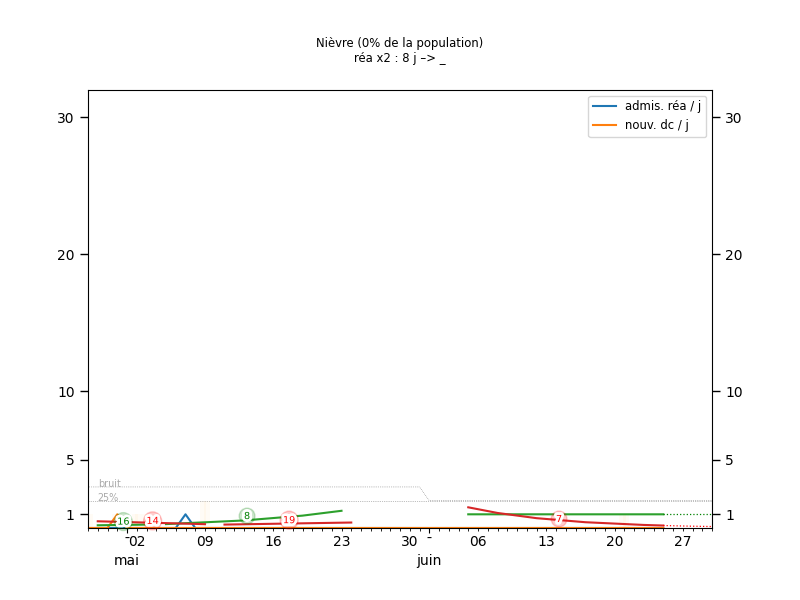 Nièvre (0% de la population)
réa x2 : 8 j –> _
admis. réa / j
nouv. dc / j
30 30
20 20
10 10
5 5
1 1
bruit
25%
16 14 8 19 7
02 09 16 23 30 06 13 20 27
mai juin